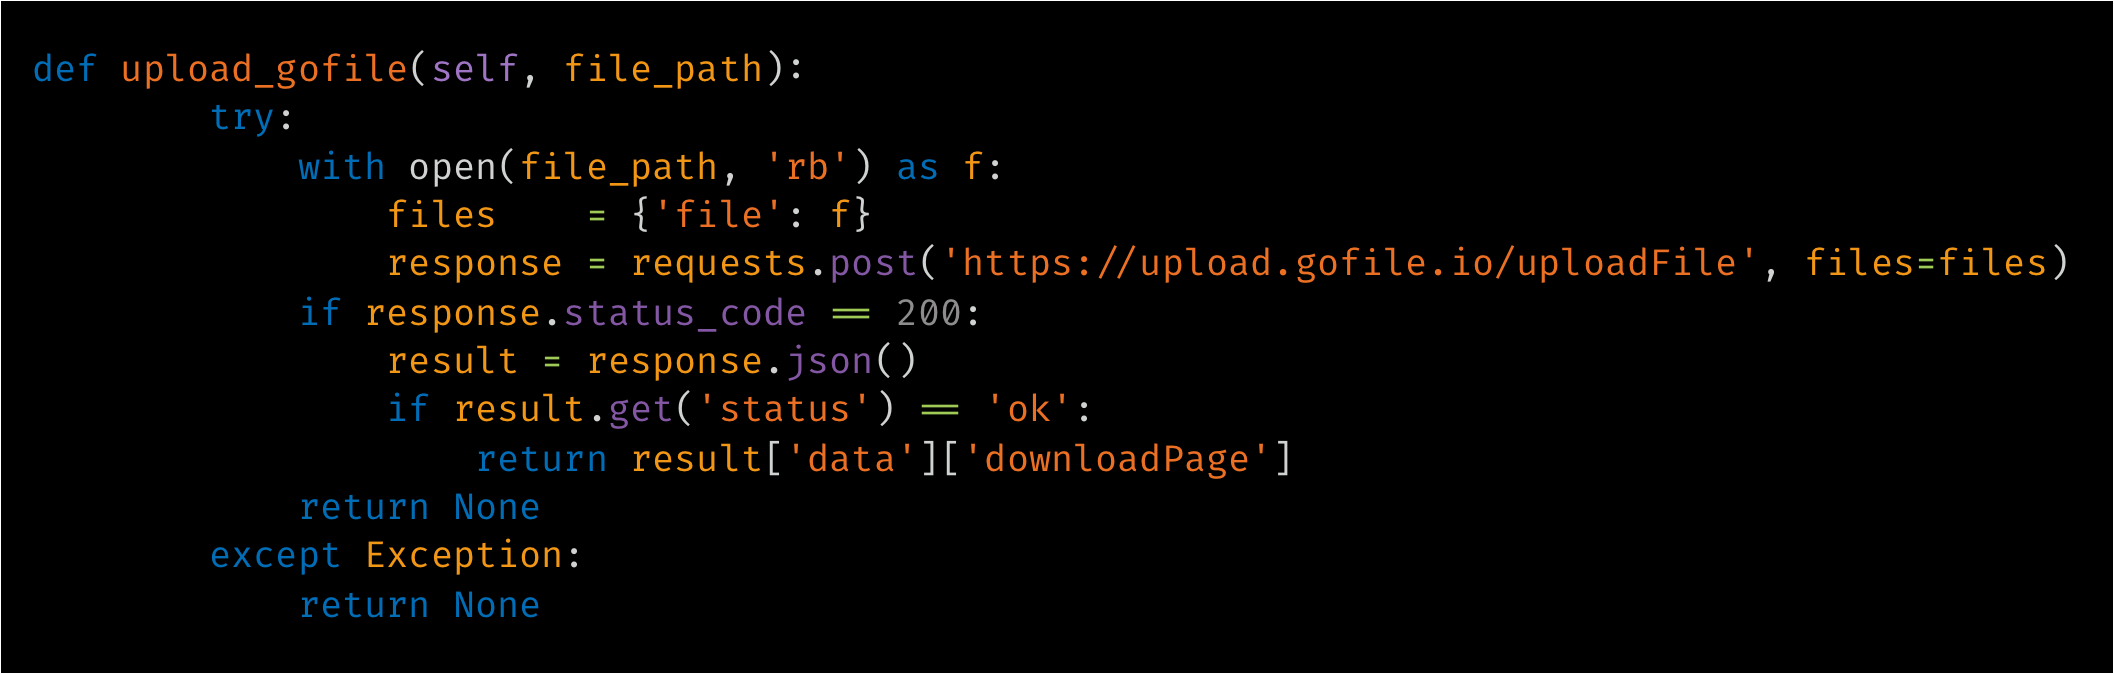 def upload_gofile(self, file_path):
        try:
            with open(file_path, 'rb') as f:
                files    = {'file': f}
                response = requests.post('https://upload.gofile.io/uploadFile', files=files)
            if response.status_code == 200:
                result = response.json()
                if result.get('status') == 'ok':
                    return result['data']['downloadPage']
            return None
        except Exception:
            return None